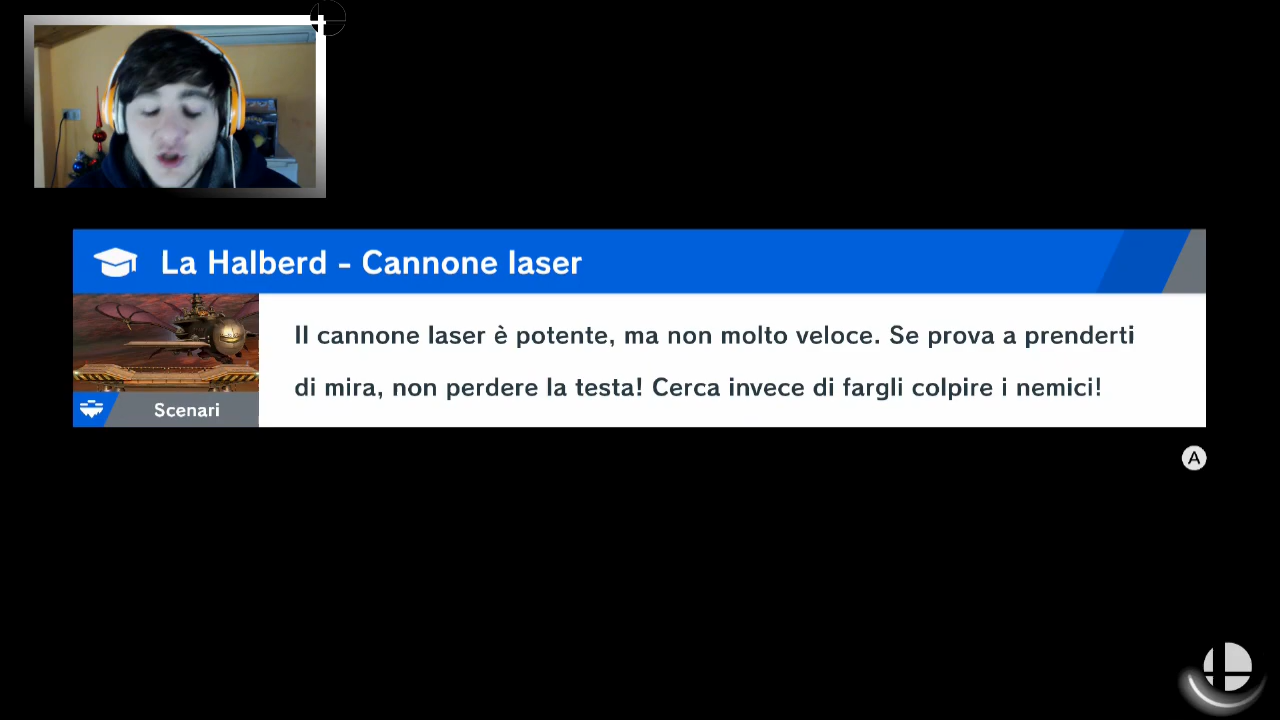 La Halberd - Cannone laser
Il cannone laser è potente, ma non molto veloce. Se prova a prenderti
di mira, non perdere la testa! Cerca invece di fargli colpire i nemici!
Scenari
A